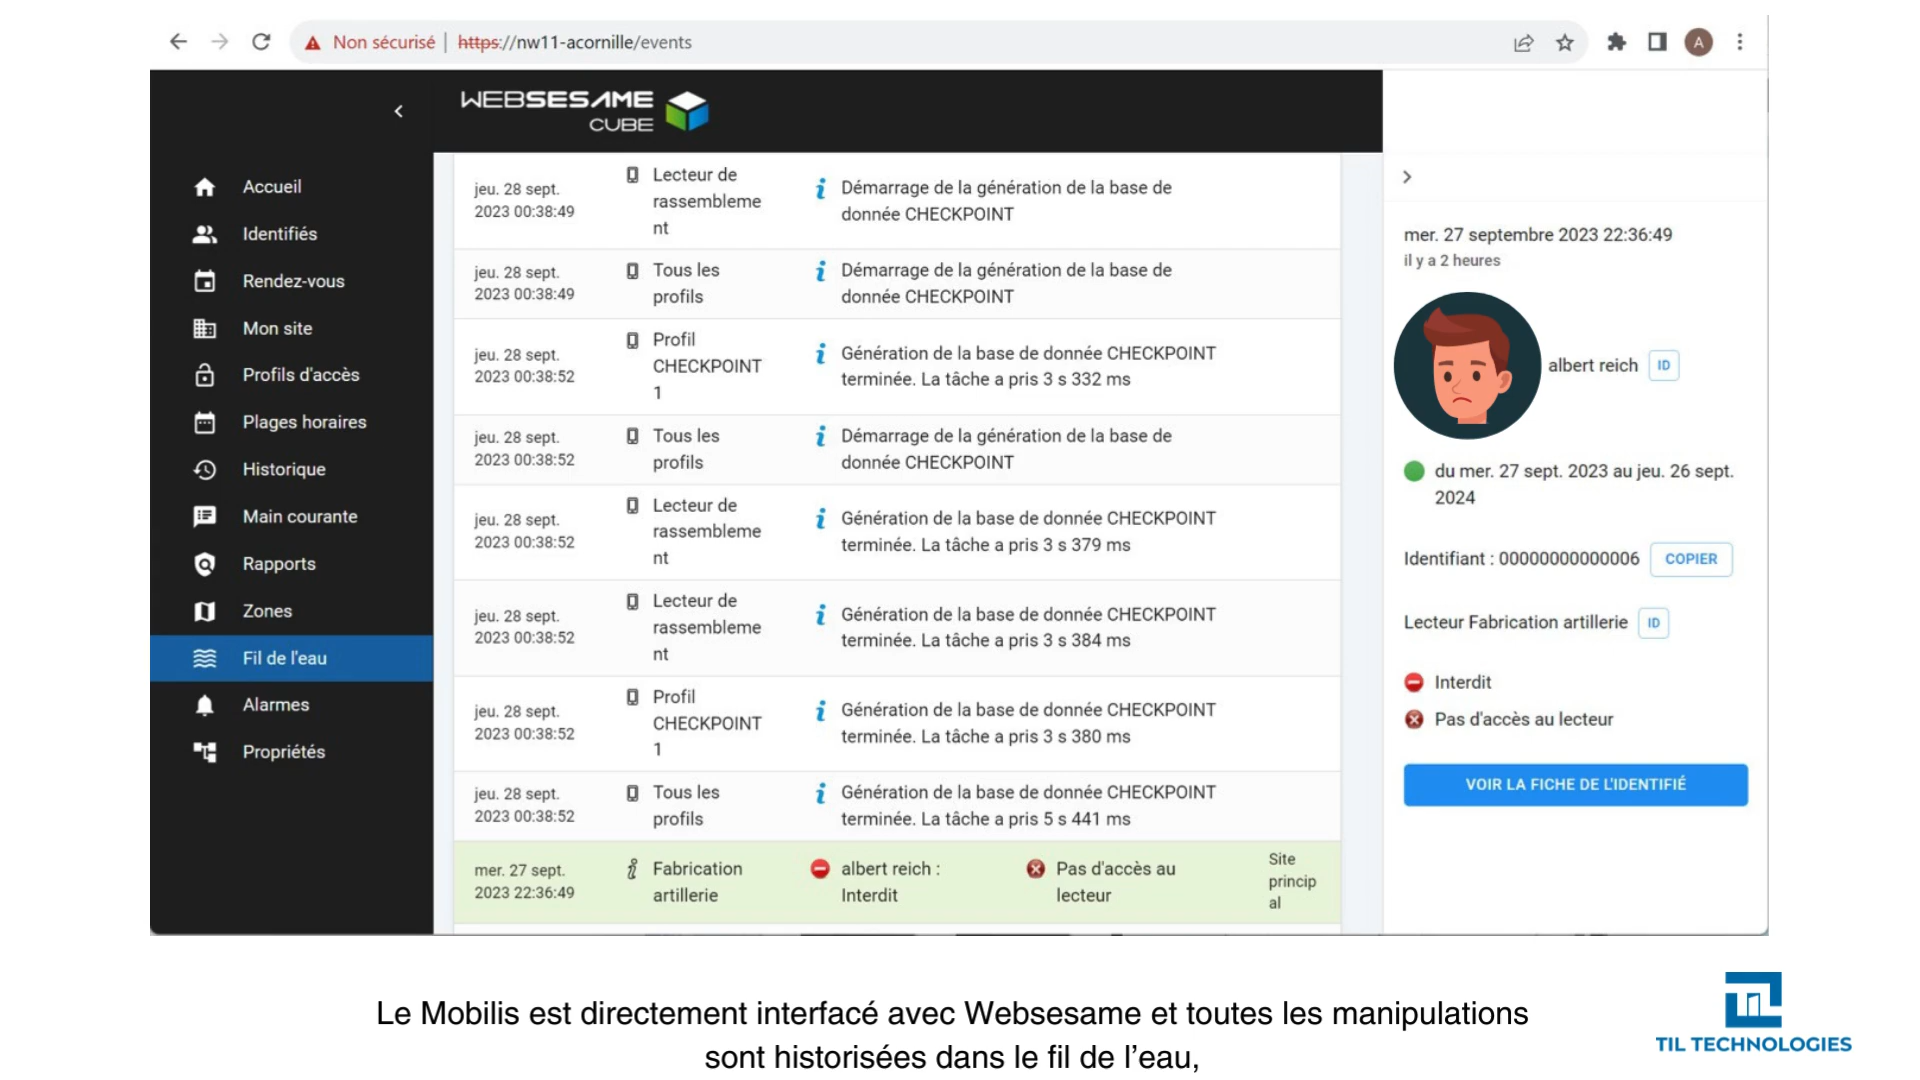 Non sécurisé | https://nw11-acornille/events
A
WEBSESAME
CUBE
Accueil
Identifiés
Rendez-vous
Mon site
Profils d'accès
Plages horaires
Historique
Main courante
Rapports
Zones
Fil de l'eau
Alarmes
Propriétés
jeu. 28 sept.
2023 00:38:49
Lecteur de
rassembleme
nt
Démarrage de la génération de la base de
donnée CHECKPOINT
jeu. 28 sept.
2023 00:38:49
Tous les
profils
Démarrage de la génération de la base de
donnée CHECKPOINT
jeu. 28 sept.
2023 00:38:52
Profil
CHECKPOINT
1
Génération de la base de donnée CHECKPOINT
terminée. La tâche a pris 3 s 332 ms
jeu. 28 sept.
2023 00:38:52
Tous les
profils
Démarrage de la génération de la base de
donnée CHECKPOINT
jeu. 28 sept.
2023 00:38:52
Lecteur de
rassembleme
nt
Génération de la base de donnée CHECKPOINT
terminée. La tâche a pris 3 s 379 ms
jeu. 28 sept.
2023 00:38:52
Lecteur de
rassembleme
nt
Génération de la base de donnée CHECKPOINT
terminée. La tâche a pris 3 s 384 ms
jeu. 28 sept.
2023 00:38:52
Profil
CHECKPOINT
1
Génération de la base de donnée CHECKPOINT
terminée. La tâche a pris 3 s 380 ms
jeu. 28 sept.
2023 00:38:52
Tous les
profils
Génération de la base de donnée CHECKPOINT
terminée. La tâche a pris 5 s 441 ms
mer. 27 sept.
2023 22:36:49
Fabrication
artillerie
albert reich :
Interdit
Pas d'accès au
lecteur
Site
princip
al
mer. 27 septembre 2023 22:36:49
il y a 2 heures
albert reich ID
du mer. 27 sept. 2023 au jeu. 26 sept.
2024
Identifiant : 00000000000006 COPIER
Lecteur Fabrication artillerie ID
Interdit
Pas d'accès au lecteur
VOIR LA FICHE DE L'IDENTIFIÉ
Le Mobilis est directement interfacé avec Websesame et toutes les manipulations
sont historisées dans le fil de l’eau,
TIL TECHNOLOGIES